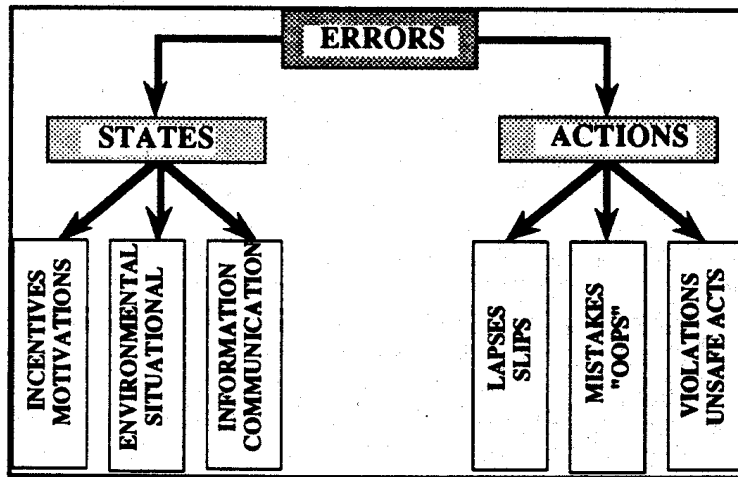 ERRORS
STATES
ACTIONS
INCENTIVES
MOTIVATIONS
ENVIRONMENTAL
SITUATIONAL
INFORMATION
COMMUNICATION
LAPSES
SLIPS
MISTAKES
"OOPS"
VIOLATIONS
UNSAFE ACTS